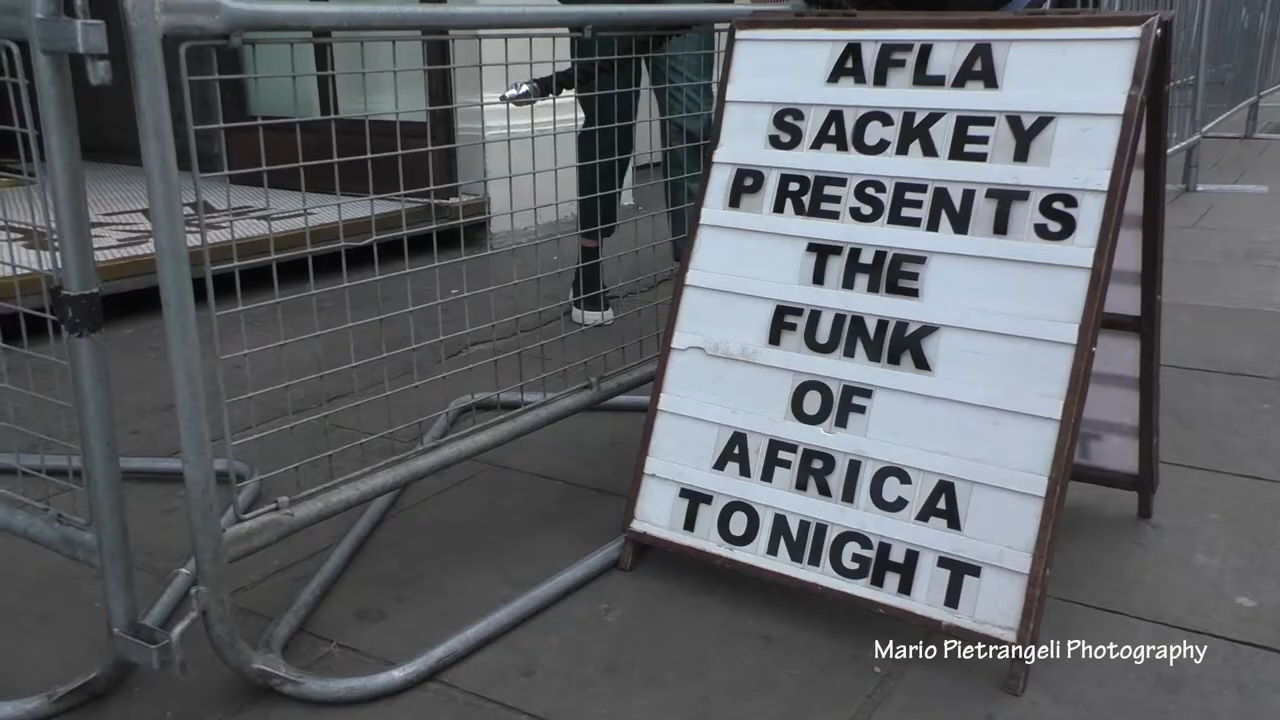 AFLA
SACKEY
PRESENTS
THE
FUNK
OF
AFRICA
TONIGHT
Mario Pietrangeli Photography